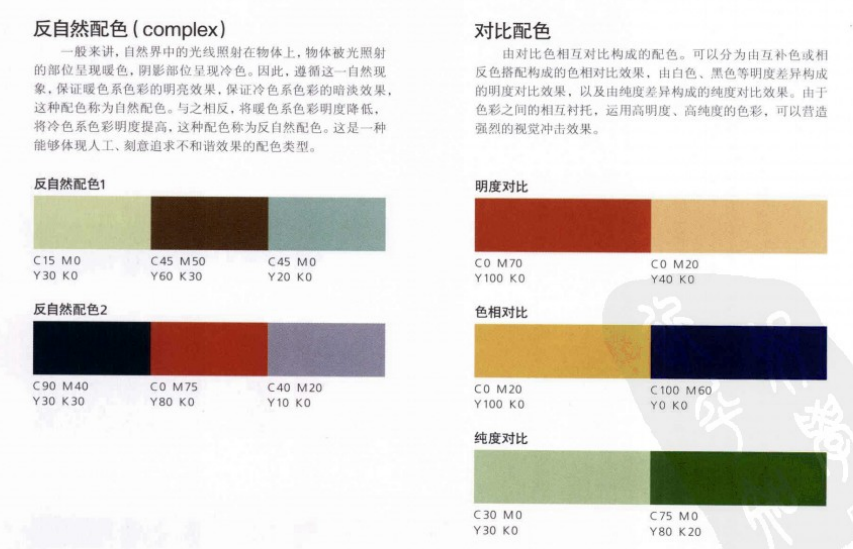 反自然配色(complex)
一般来讲,自然界中的光线照射在物体上,物体被光照射
的部位呈现暖色,阴影部位呈现冷色。因此,遵循这一自然现
象,保证暖色系色彩的明亮效果,保证冷色系色彩的暗淡效果,
这种配色称为自然配色。与之相反,将暖色系色彩明度降低,
将冷色系色彩明度提高,这种配色称为反自然配色。这是一种
能够体现人工、刻意追求不和谐效果的配色类型。
反自然配色1
C15 M0
Y30 K0
C45 M50
Y60 K30
C45 M0
Y20 K0
反自然配色2
C90 M40
Y30 K30
C0 M75
Y80 K0
C40 M20
Y10 K0
对比配色
由对比色相互对比构成的配色。可以分为由互补色或相
反色搭配构成的色相对比效果,由白色、黑色等明度差异构成
的明度对比效果,以及由纯度差异构成的纯度对比效果。由于
色彩之间的相互衬托,运用高明度、高纯度的色彩,可以营造
强烈的视觉冲击效果。
明度对比
C0 M70
Y100 K0
C0 M20
Y40 K0
色相对比
C0 M20
Y100 K0
C100 M60
Y0 K0
纯度对比
C30 M0
Y30 K0
C75 M0
Y80 K20